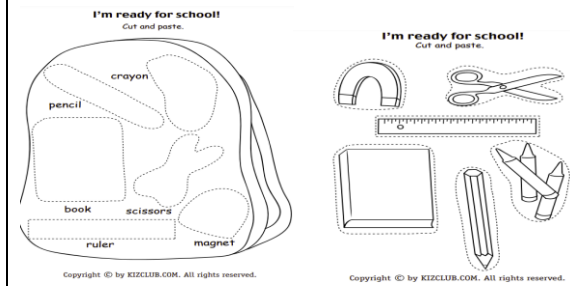 I'm ready for school!
Cut and paste.
crayon
pencil
book
scissors
ruler
magnet
Copyright © by KIZCLUB.COM. All rights reserved.
I'm ready for school!
Cut and paste.
Copyright © by KIZCLUB.COM. All rights reserved.